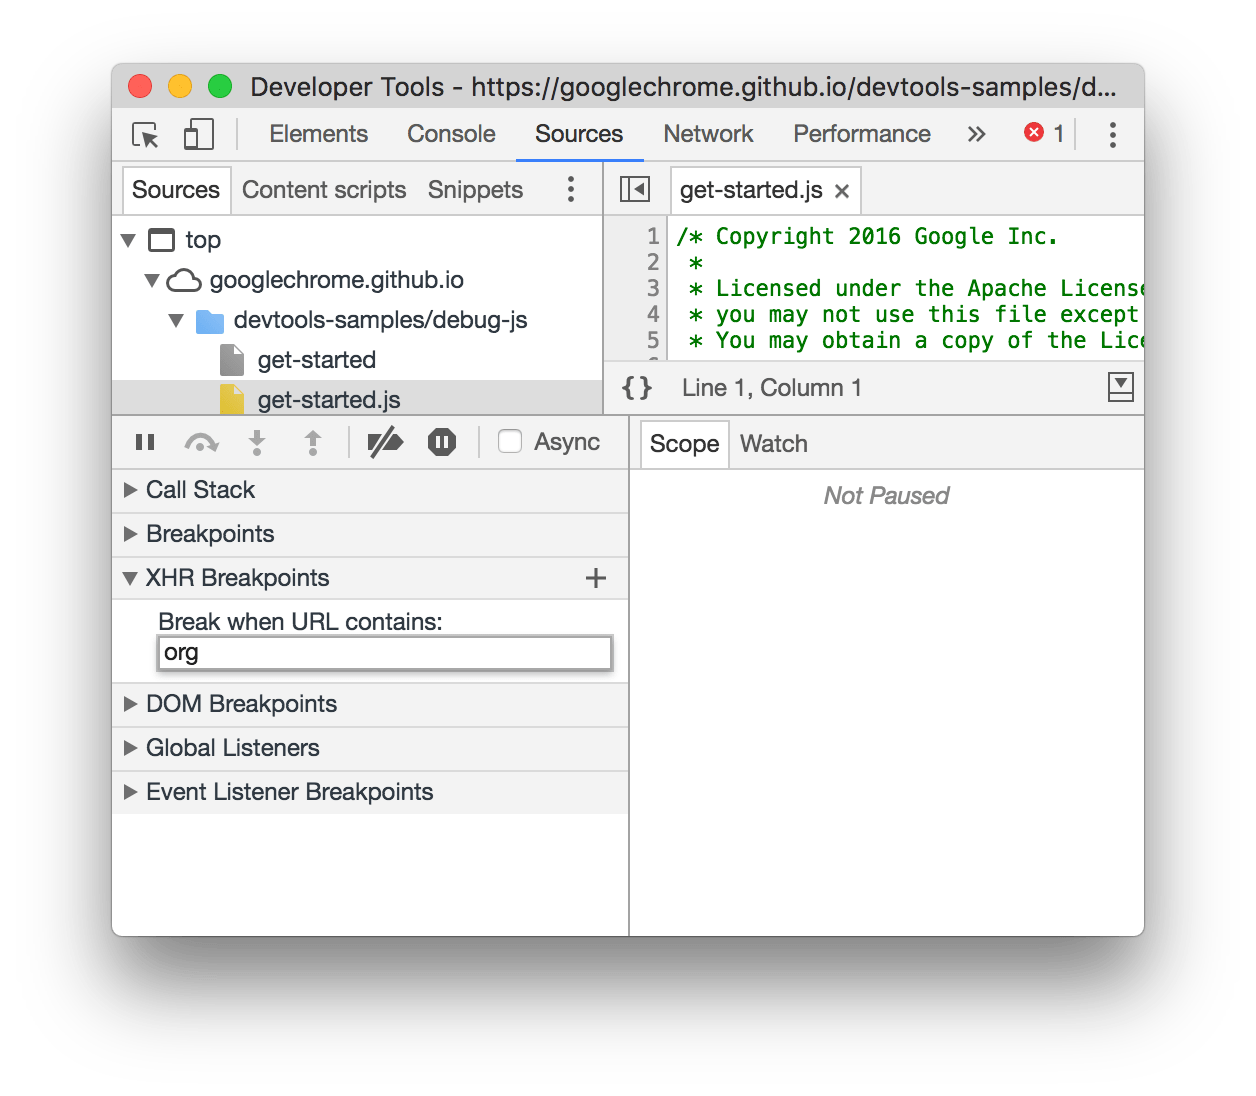 Developer Tools - https://googlechrome.github.io/devtools-samples/d...
Elements Console Sources Network Performance » 1
Sources Content scripts Snippets
get-started.js ×
top
googlechrome.github.io
devtools-samples/debug-js
get-started
get-started.js
1 /* Copyright 2016 Google Inc.
2 *
3 * Licensed under the Apache License
4 * you may not use this file except
5 * You may obtain a copy of the Lice
{} Line 1, Column 1
Async
Scope Watch
Call Stack
Not Paused
Breakpoints
XHR Breakpoints +
Break when URL contains:
org
DOM Breakpoints
Global Listeners
Event Listener Breakpoints